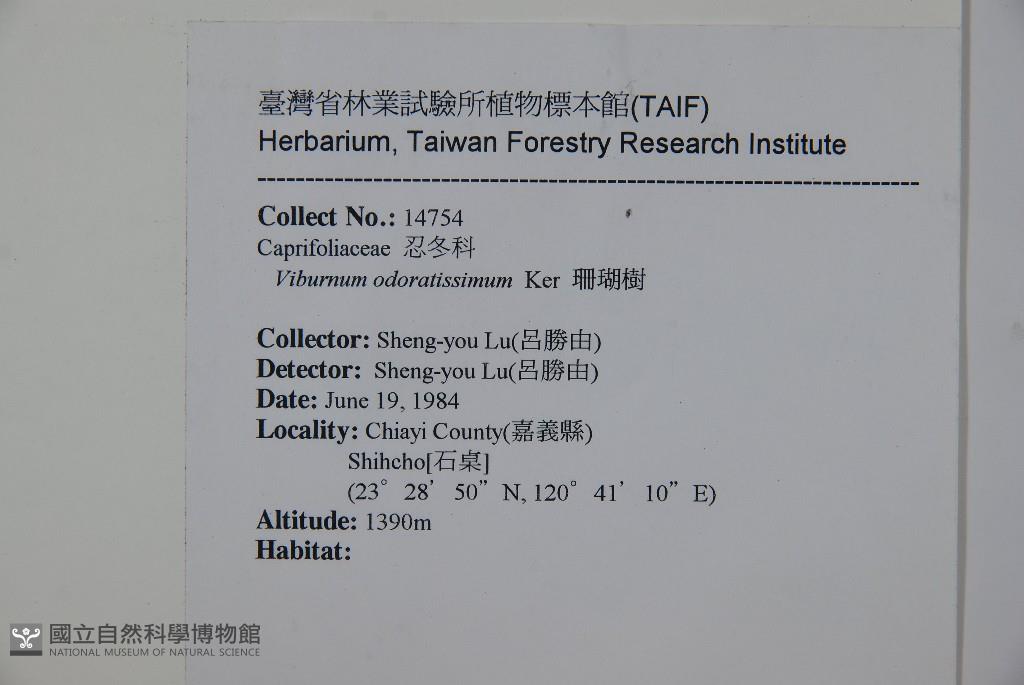 臺灣省林業試驗所植物標本館(TAIF)
Herbarium, Taiwan Forestry Research Institute
Collect No.: 14754
Caprifoliaceae 忍冬科
Viburnum odoratissimum Ker 珊瑚樹
Collector: Sheng-you Lu(呂勝由)
Detector: Sheng-you Lu(呂勝由)
Date: June 19, 1984
Locality: Chiayi County(嘉義縣)
Shihcho[石桌]
(23° 28’ 50” N, 120° 41’ 10” E)
Altitude: 1390m
Habitat:
國立自然科學博物館
NATIONAL MUSEUM OF NATURAL SCIENCE